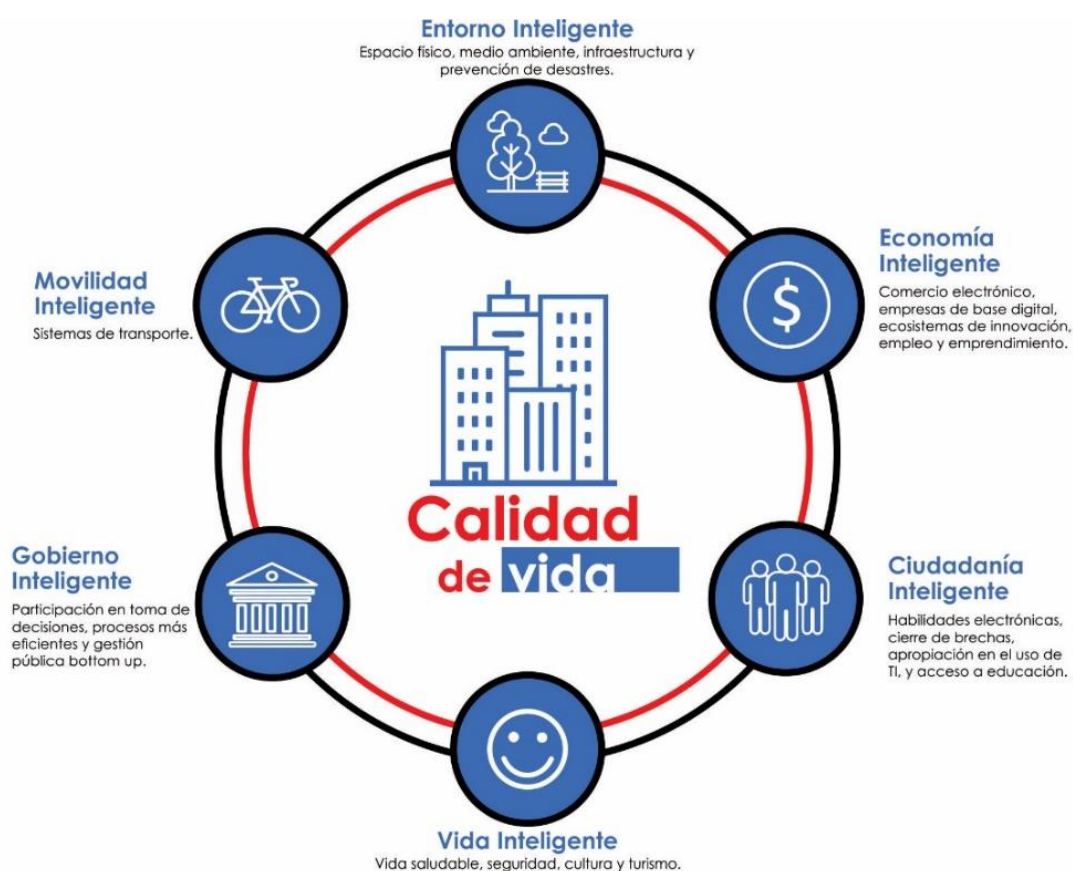 Entorno Inteligente
Espacio físico, medio ambiente, infraestructura y
prevención de desastres.
Economía
Inteligente
Comercio electrónico,
empresas de base digital,
ecosistemas de innovación,
empleo y emprendimiento.
Movilidad
Inteligente
Sistemas de transporte.
$
Calidad
de vida
Gobierno
Inteligente
Participación en toma de
decisiones, procesos más
eficientes y gestión
pública bottom up.
Ciudadanía
Inteligente
Habilidades electrónicas,
cierre de brechas,
apropiación en el uso de
TI, y acceso a educación.
Vida Inteligente
Vida saludable, seguridad, cultura y turismo.